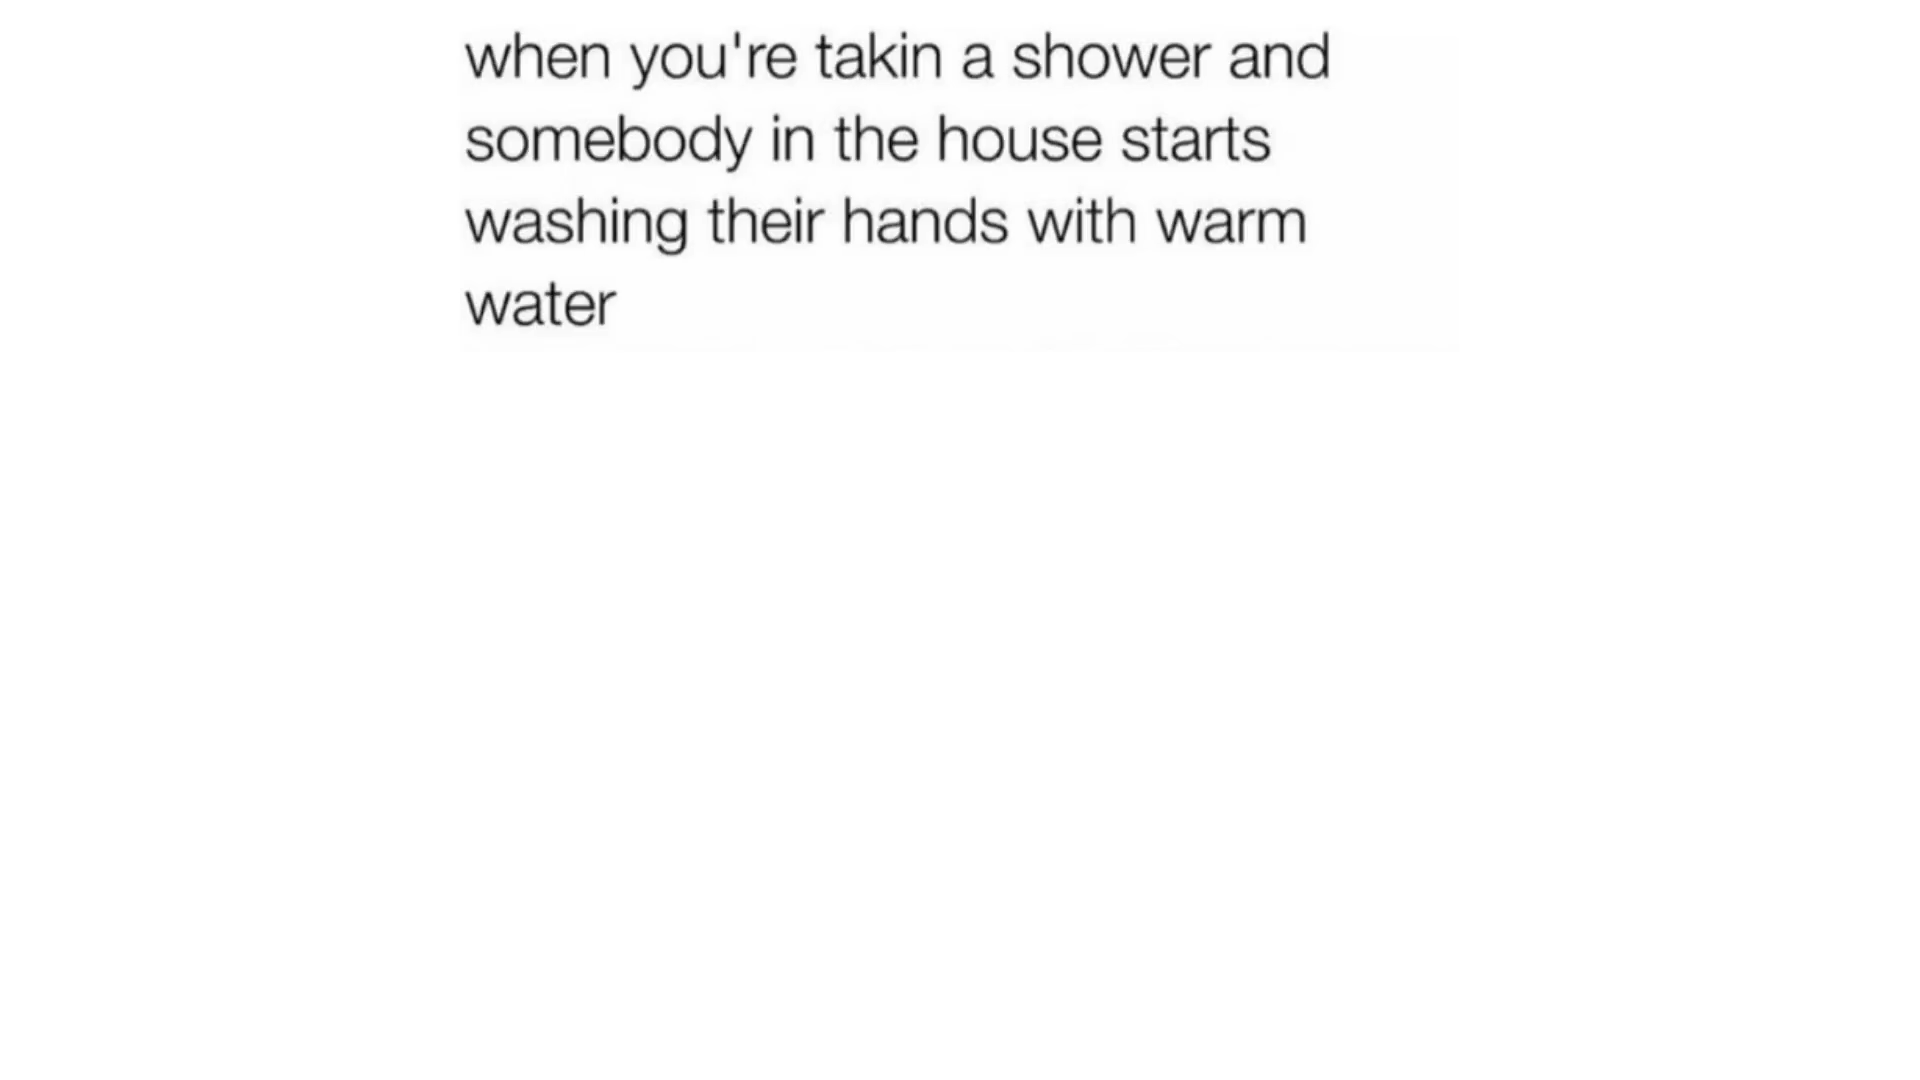 when you're takin a shower and
somebody in the house starts
washing their hands with warm
water